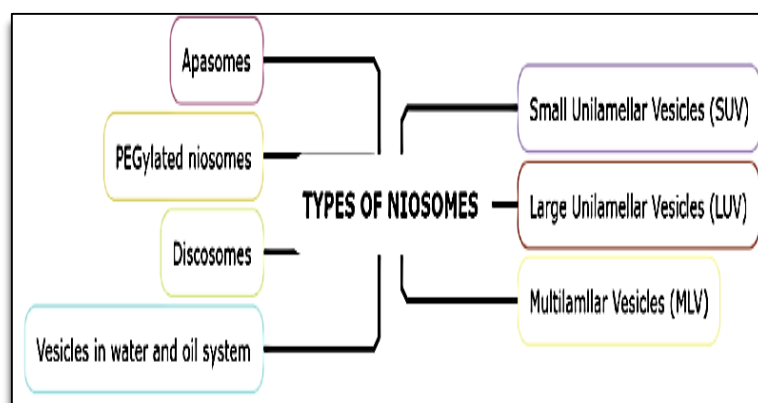 Apasomes
PEGylated niosomes
Discosomes
Vesicles in water and oil system
TYPES OF NIOSOMES
Small Unilamellar Vesicles (SUV)
Large Unilamellar Vesicles (LUV)
Multilamllar Vesicles (MLV)